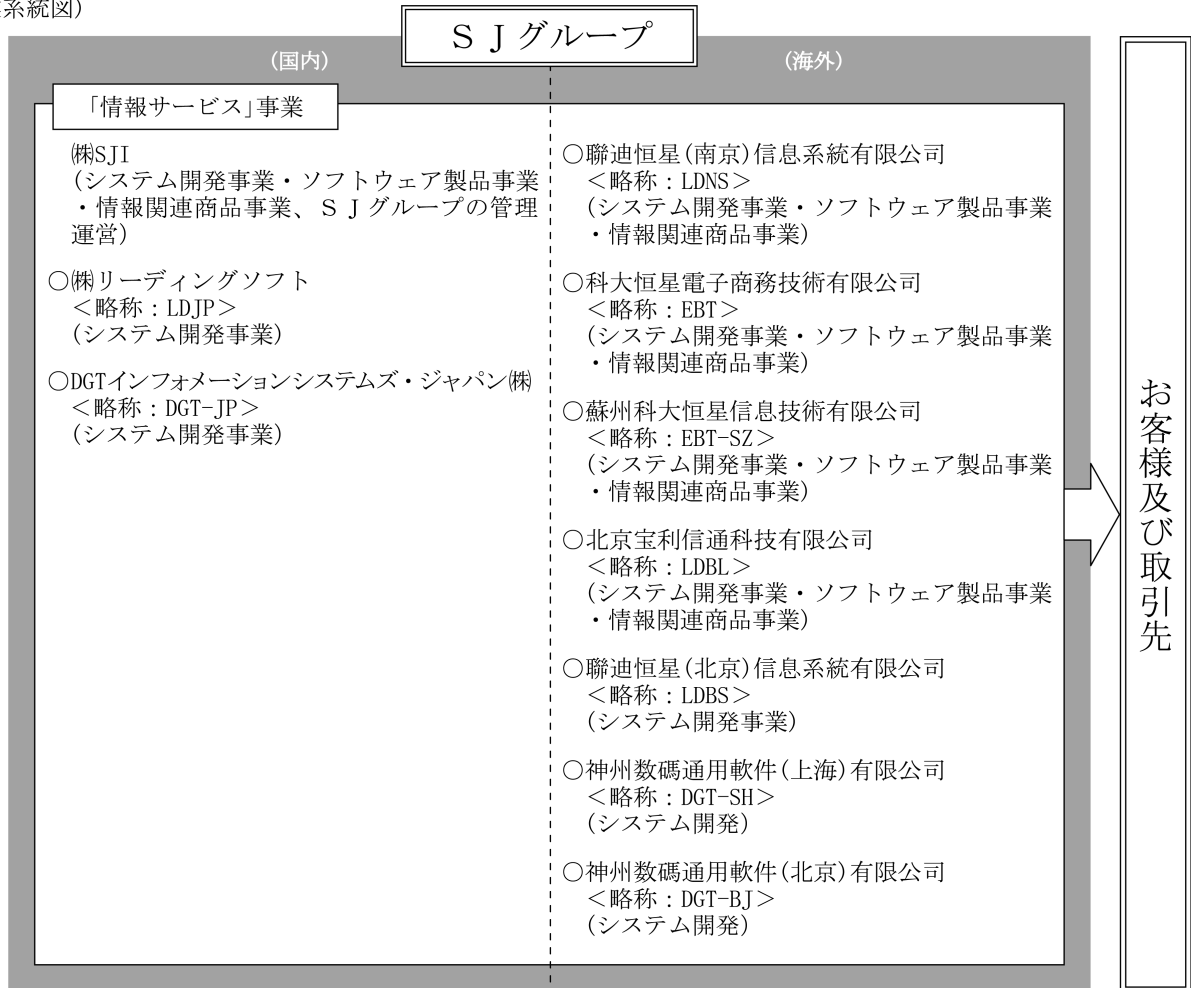 系統図)
ＳＪグループ
(国内)
(海外)
「情報サービス」事業
㈱SJI
(システム開発事業・ソフトウェア製品事業
・情報関連商品事業、ＳＪグループの管理
運営)
○㈱リーディングソフト
＜略称：LDJP＞
(システム開発事業)
○DGTインフォメーションシステムズ・ジャパン㈱
＜略称：DGT-JP＞
(システム開発事業)
○聯迪恒星(南京)信息系統有限公司
＜略称：LDNS＞
(システム開発事業・ソフトウェア製品事業
・情報関連商品事業)
○科大恒星電子商務技術有限公司
＜略称：EBT＞
(システム開発事業・ソフトウェア製品事業
・情報関連商品事業)
○蘇州科大恒星信息技術有限公司
＜略称：EBT-SZ＞
(システム開発事業・ソフトウェア製品事業
・情報関連商品事業)
○北京宝利信通科技有限公司
＜略称：LDBL＞
(システム開発事業・ソフトウェア製品事業
・情報関連商品事業)
○聯迪恒星(北京)信息系統有限公司
＜略称：LDBS＞
(システム開発事業)
○神州数碼通用軟件(上海)有限公司
＜略称：DGT-SH＞
(システム開発)
○神州数碼通用軟件(北京)有限公司
＜略称：DGT-BJ＞
(システム開発)
お客様及び取引先